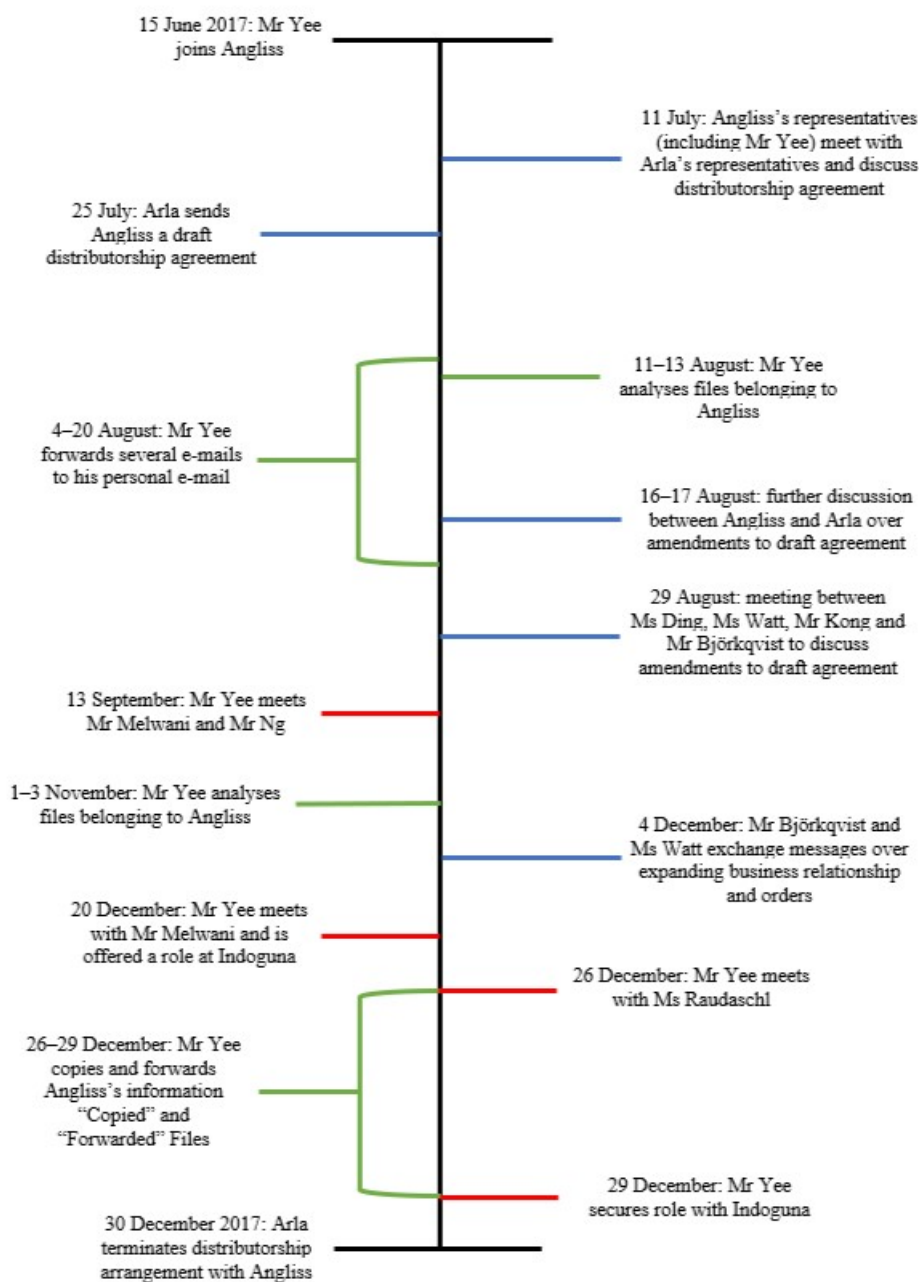 15 June 2017: Mr Yee
joins Angliss
11 July: Angliss's representatives
(including Mr Yee) meet with
Arla's representatives and discuss
distributorship agreement
25 July: Arla sends
Angliss a draft
distributorship agreement
11–13 August: Mr Yee
analyses files belonging to
Angliss
4–20 August: Mr Yee
forwards several e-mails
to his personal e-mail
16–17 August: further discussion
between Angliss and Arla over
amendments to draft agreement
29 August: meeting between
Ms Ding, Ms Watt, Mr Kong and
Mr Björkqvist to discuss
amendments to draft agreement
13 September: Mr Yee meets
Mr Melwani and Mr Ng
1–3 November: Mr Yee analyses
files belonging to Angliss
4 December: Mr Björkqvist and
Ms Watt exchange messages over
expanding business relationship
and orders
20 December: Mr Yee meets
with Mr Melwani and is
offered a role at Indoguna
26 December: Mr Yee meets
with Ms Raudaschl
26–29 December: Mr Yee
copies and forwards
Angliss's information
“Copied” and
“Forwarded” Files
29 December: Mr Yee
secures role with Indoguna
30 December 2017: Arla
terminates distributorship
arrangement with Angliss